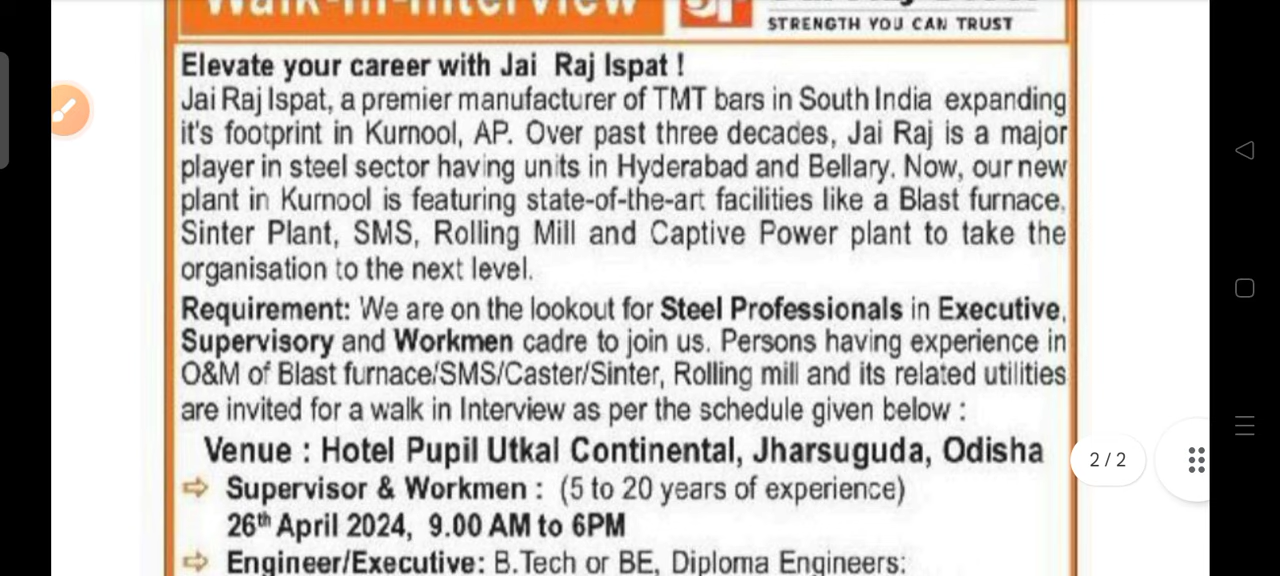 Walk-in-Interview
STRENGTH YOU CAN TRUST
Elevate your career with Jai Raj Ispat !
Jai Raj Ispat, a premier manufacturer of TMT bars in South India expanding
it's footprint in Kurnool, AP. Over past three decades, Jai Raj is a major
player in steel sector having units in Hyderabad and Bellary. Now, our new
plant in Kurnool is featuring state-of-the-art facilities like a Blast furnace,
Sinter Plant, SMS, Rolling Mill and Captive Power plant to take the
organisation to the next level.
Requirement: We are on the lookout for Steel Professionals in Executive,
Supervisory and Workmen cadre to join us. Persons having experience in
O&M of Blast furnace/SMS/Caster/Sinter, Rolling mill and its related utilities
are invited for a walk in Interview as per the schedule given below :
Venue : Hotel Pupil Utkal Continental, Jharsuguda, Odisha
2 / 2
⇨ Supervisor & Workmen : (5 to 20 years of experience)
26th April 2024, 9.00 AM to 6PM
⇨ Engineer/Executive: B.Tech or BE, Diploma Engineers: